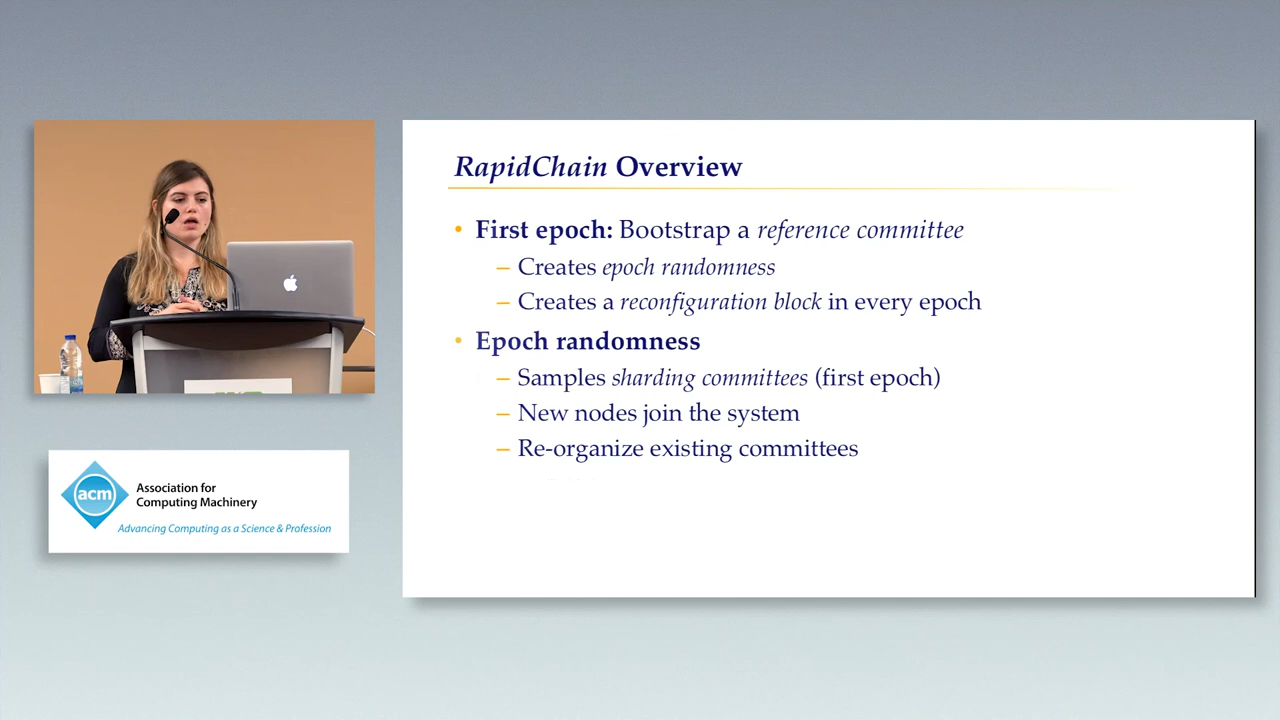 RapidChain Overview
• First epoch: Bootstrap a reference committee
– Creates epoch randomness
– Creates a reconfiguration block in every epoch
• Epoch randomness
– Samples sharding committees (first epoch)
– New nodes join the system
– Re-organize existing committees
acm
Association for
Computing Machinery
Advancing Computing as a Science & Profession